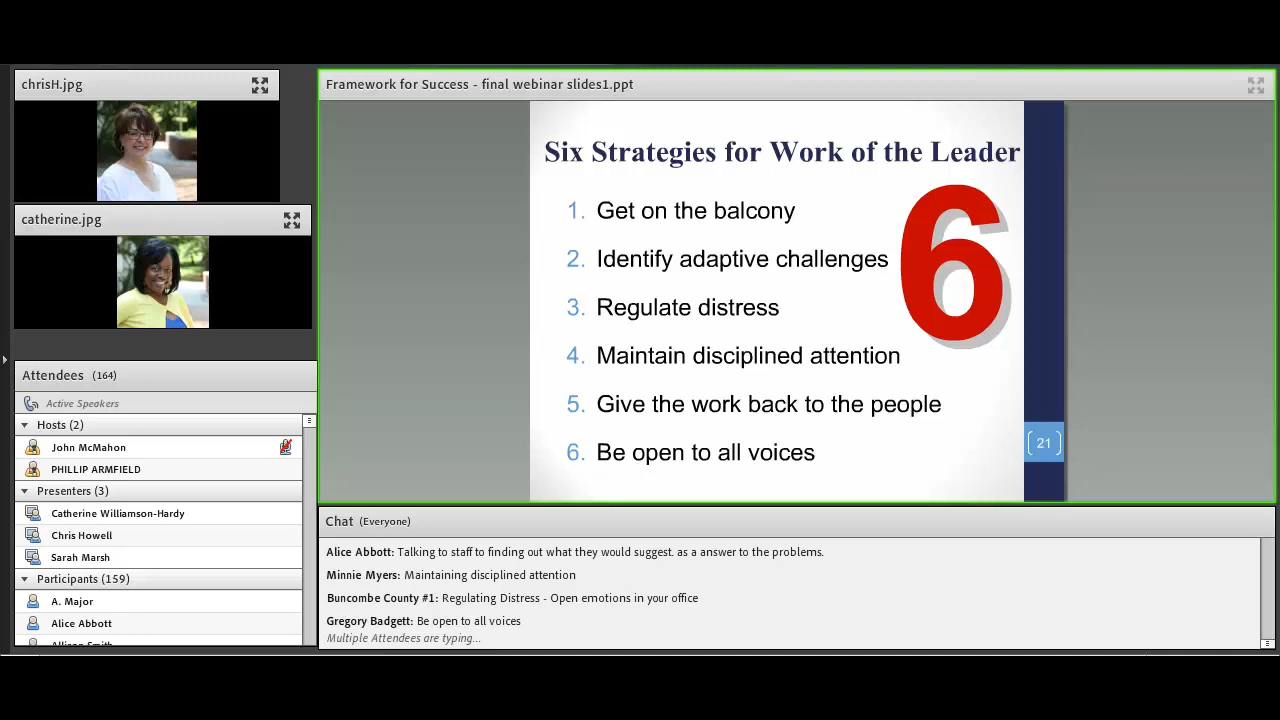 chrisH.jpg
catherine.jpg
Attendees (164)
Active Speakers
Hosts (2)
John McMahon
PHILLIP ARMFIELD
Presenters (3)
Catherine Williamson-Hardy
Chris Howell
Sarah Marsh
Participants (159)
A. Major
Alice Abbott
Framework for Success - final webinar slides1.ppt
Six Strategies for Work of the Leader
1. Get on the balcony
2. Identify adaptive challenges
3. Regulate distress
4. Maintain disciplined attention
5. Give the work back to the people
6. Be open to all voices
6
21
Chat (Everyone)
Alice Abbott: Talking to staff to finding out what they would suggest. as a answer to the problems.
Minnie Myers: Maintaining disciplined attention
Buncombe County #1: Regulating Distress - Open emotions in your office
Gregory Badgett: Be open to all voices
Multiple Attendees are typing...